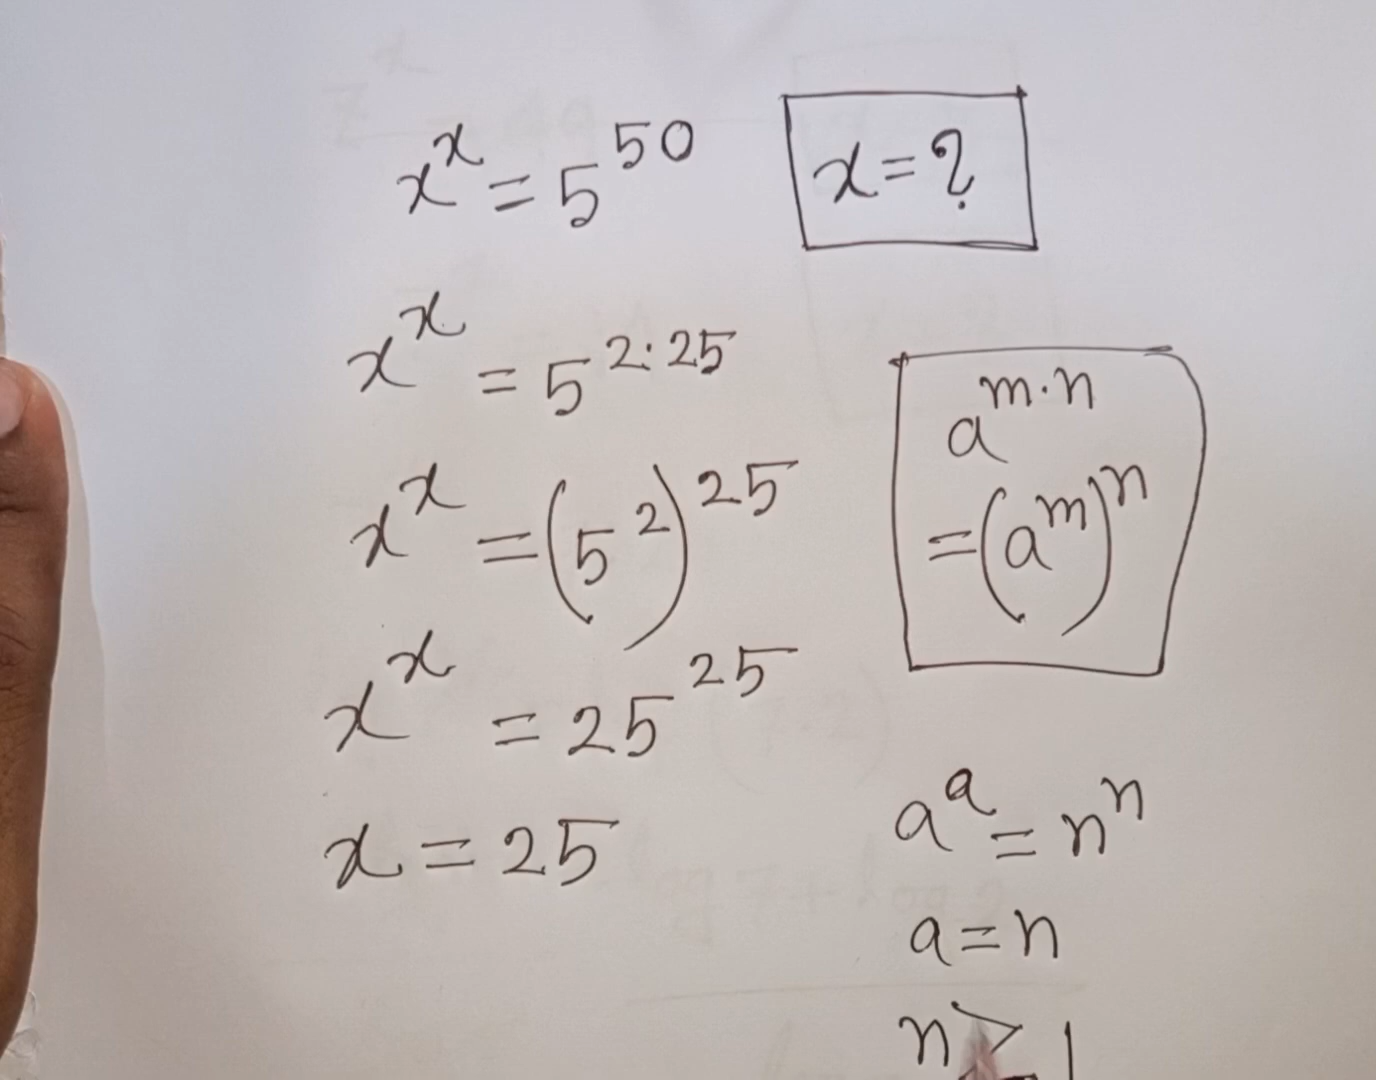 x^x = 5^50
x = ?
x^x = 5^2·25
x^x = (5^2)^25
a^m·n
= (a^m)^n
x^x = 25^25
x = 25
a^a = n^n
a = n
n ≥ 1